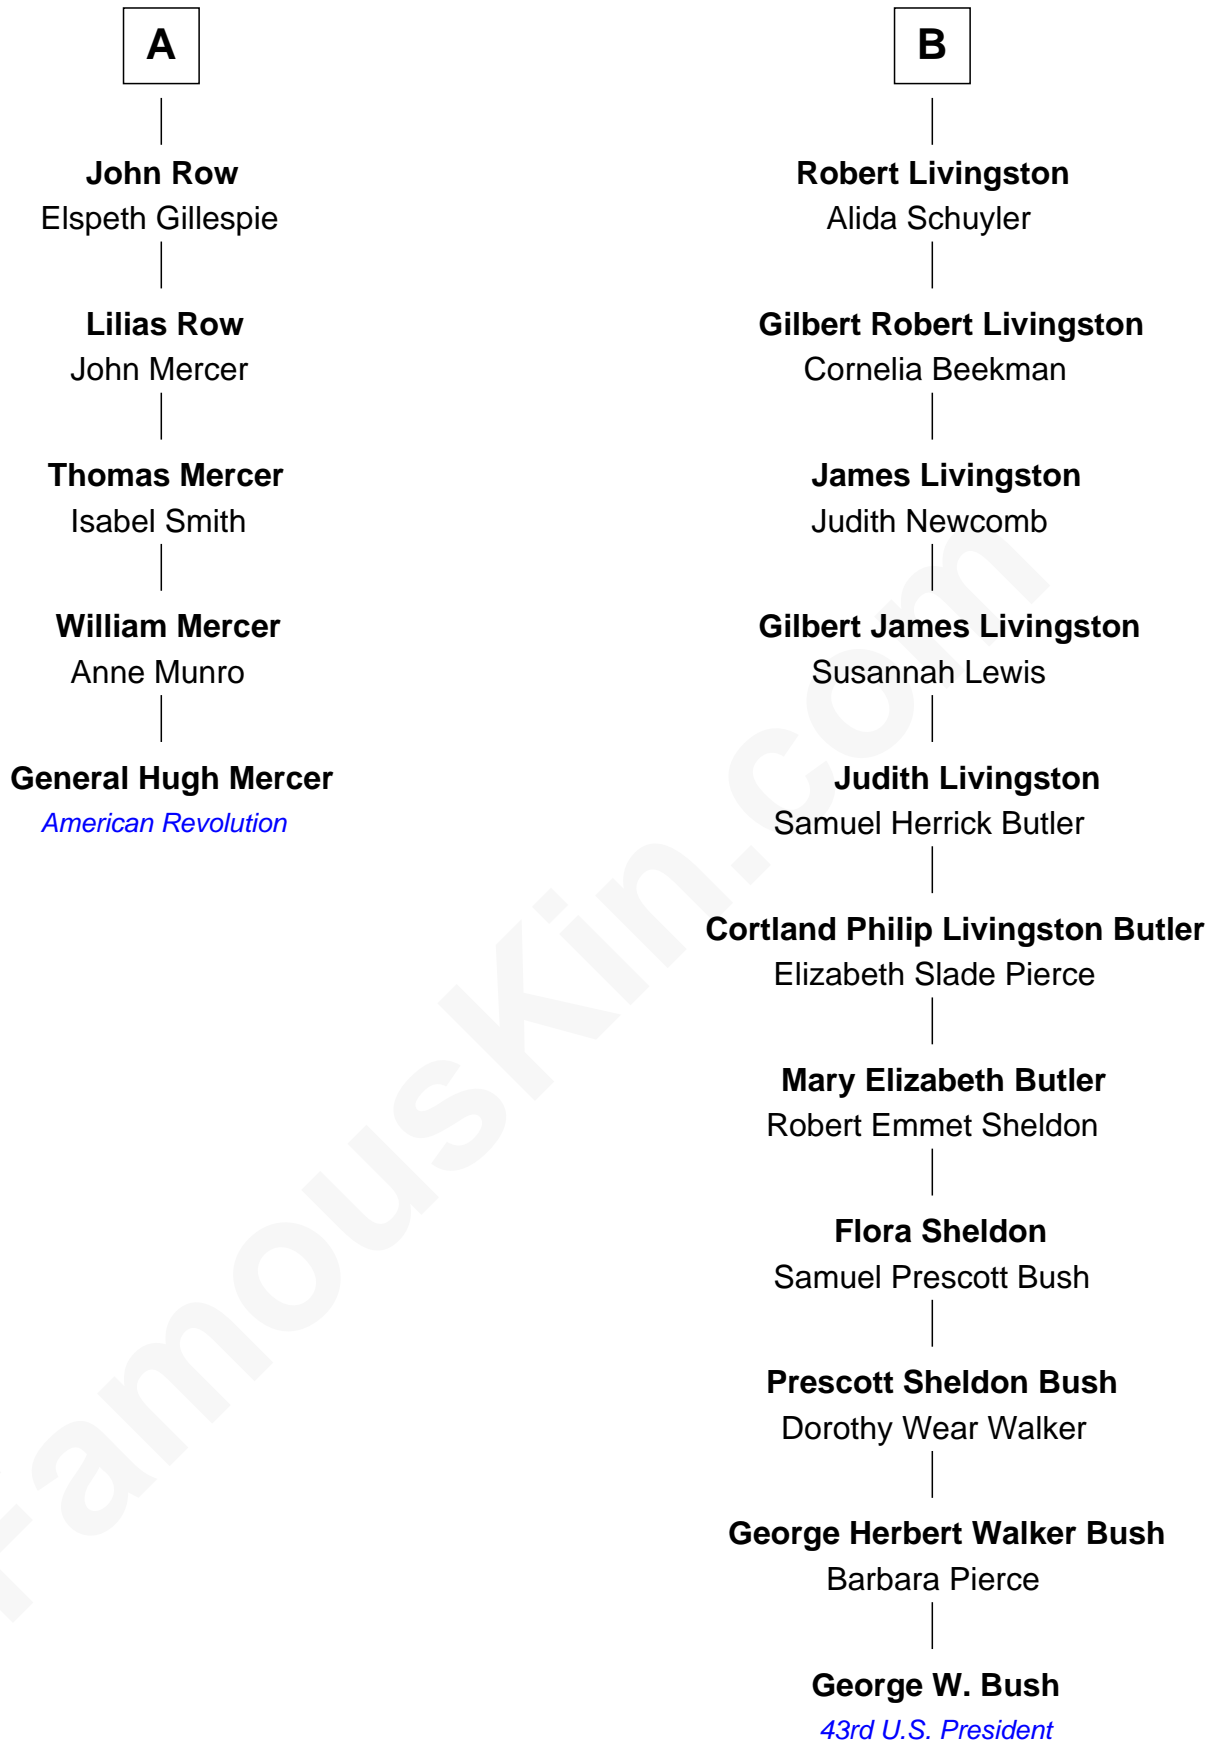 A
John Row
Elspeth Gillespie
Lilias Row
John Mercer
Thomas Mercer
Isabel Smith
William Mercer
Anne Munro
General Hugh Mercer
American Revolution
B
Robert Livingston
Alida Schuyler
Gilbert Robert Livingston
Cornelia Beekman
James Livingston
Judith Newcomb
Gilbert James Livingston
Susannah Lewis
Judith Livingston
Samuel Herrick Butler
Cortland Philip Livingston Butler
Elizabeth Slade Pierce
Mary Elizabeth Butler
Robert Emmet Sheldon
Flora Sheldon
Samuel Prescott Bush
Prescott Sheldon Bush
Dorothy Wear Walker
George Herbert Walker Bush
Barbara Pierce
George W. Bush
43rd U.S. President
FamousKin.com